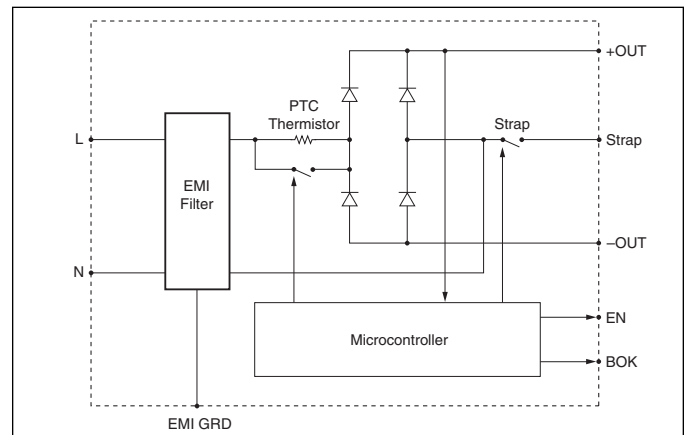 +OUT
PTC
Thermistor
Strap
L
Strap
EMI
Filter
–OUT
N
EN
Microcontroller
BOK
EMI GRD